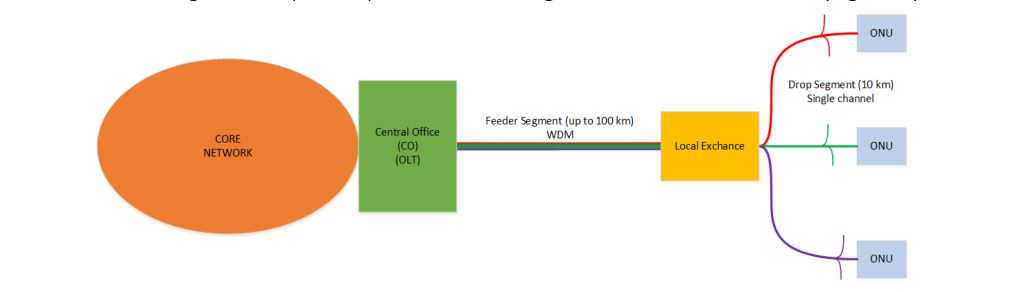 CORE
NETWORK
Central Office
(CO)
(OLT)
Feeder Segment (up to 100 km)
WDM
Local Exchance
ONU
Drop Segment (10 km)
Single channel
ONU
ONU